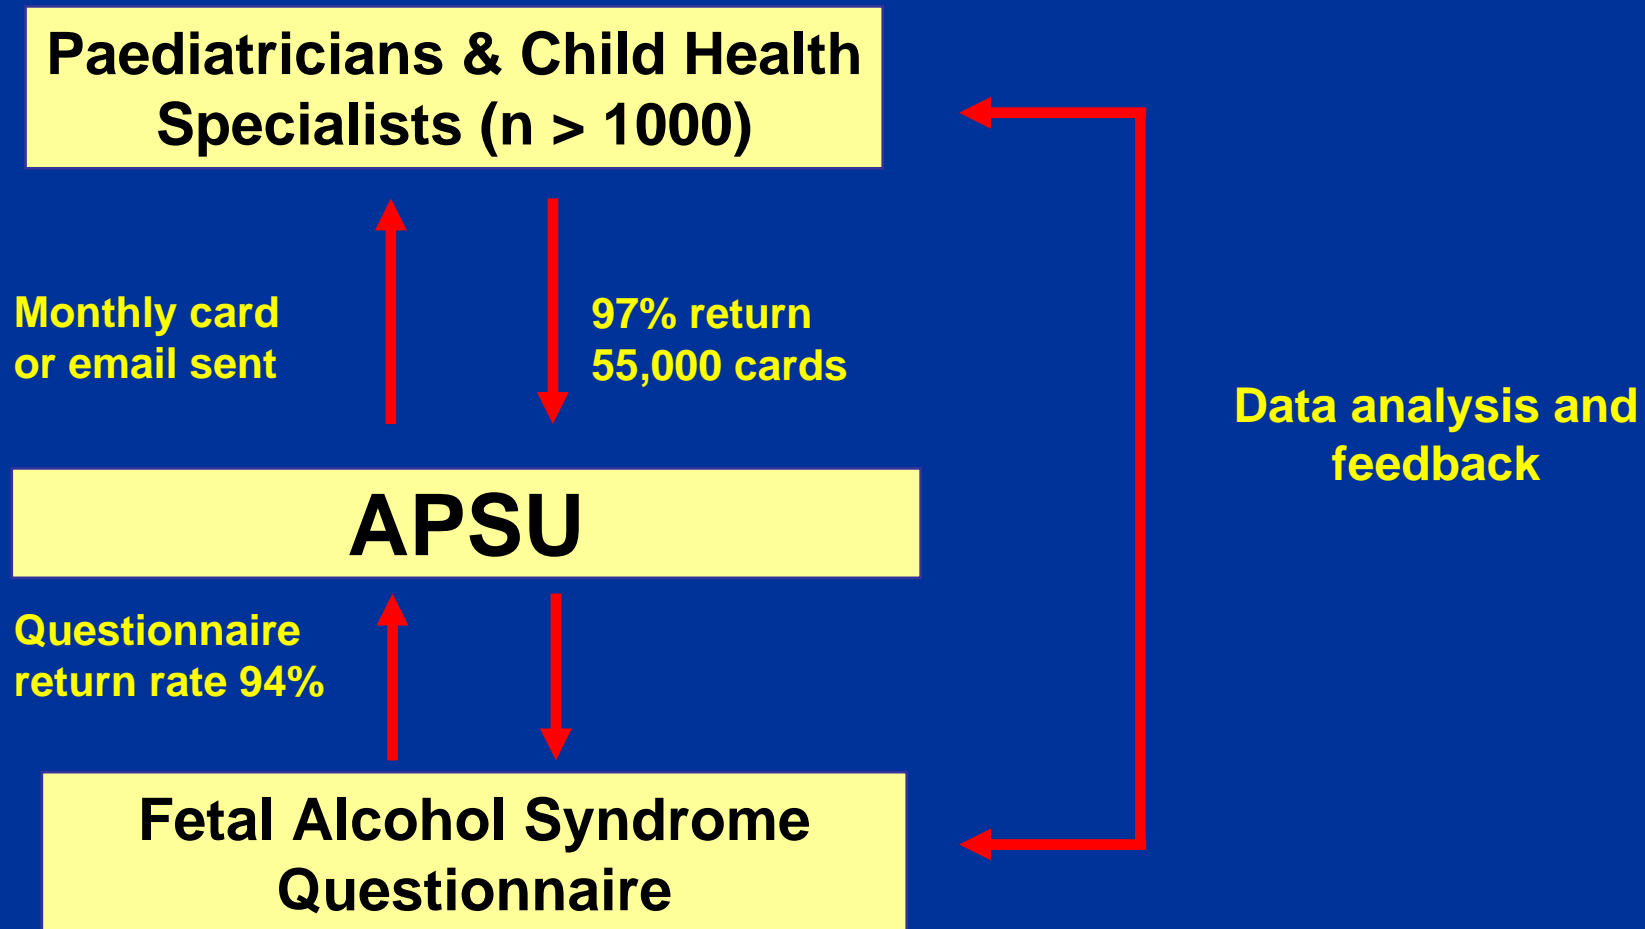 Paediatricians & Child Health
Specialists (n > 1000)
Monthly card
or email sent
97% return
55,000 cards
Data analysis and
feedback
APSU
Questionnaire
return rate 94%
Fetal Alcohol Syndrome
Questionnaire